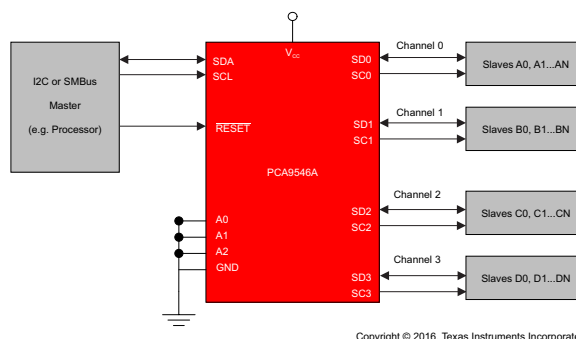 I2C or SMBus
Master
(e.g. Processor)
VCC
SDA
SCL
RESET
PCA9546A
A0
A1
A2
GND
SD0
SC0
SD1
SC1
SD2
SC2
SD3
SC3
Channel 0
Channel 1
Channel 2
Channel 3
Slaves A0, A1...AN
Slaves B0, B1...BN
Slaves C0, C1...CN
Slaves D0, D1...DN
Copyright © 2016, Texas Instruments Incorporate